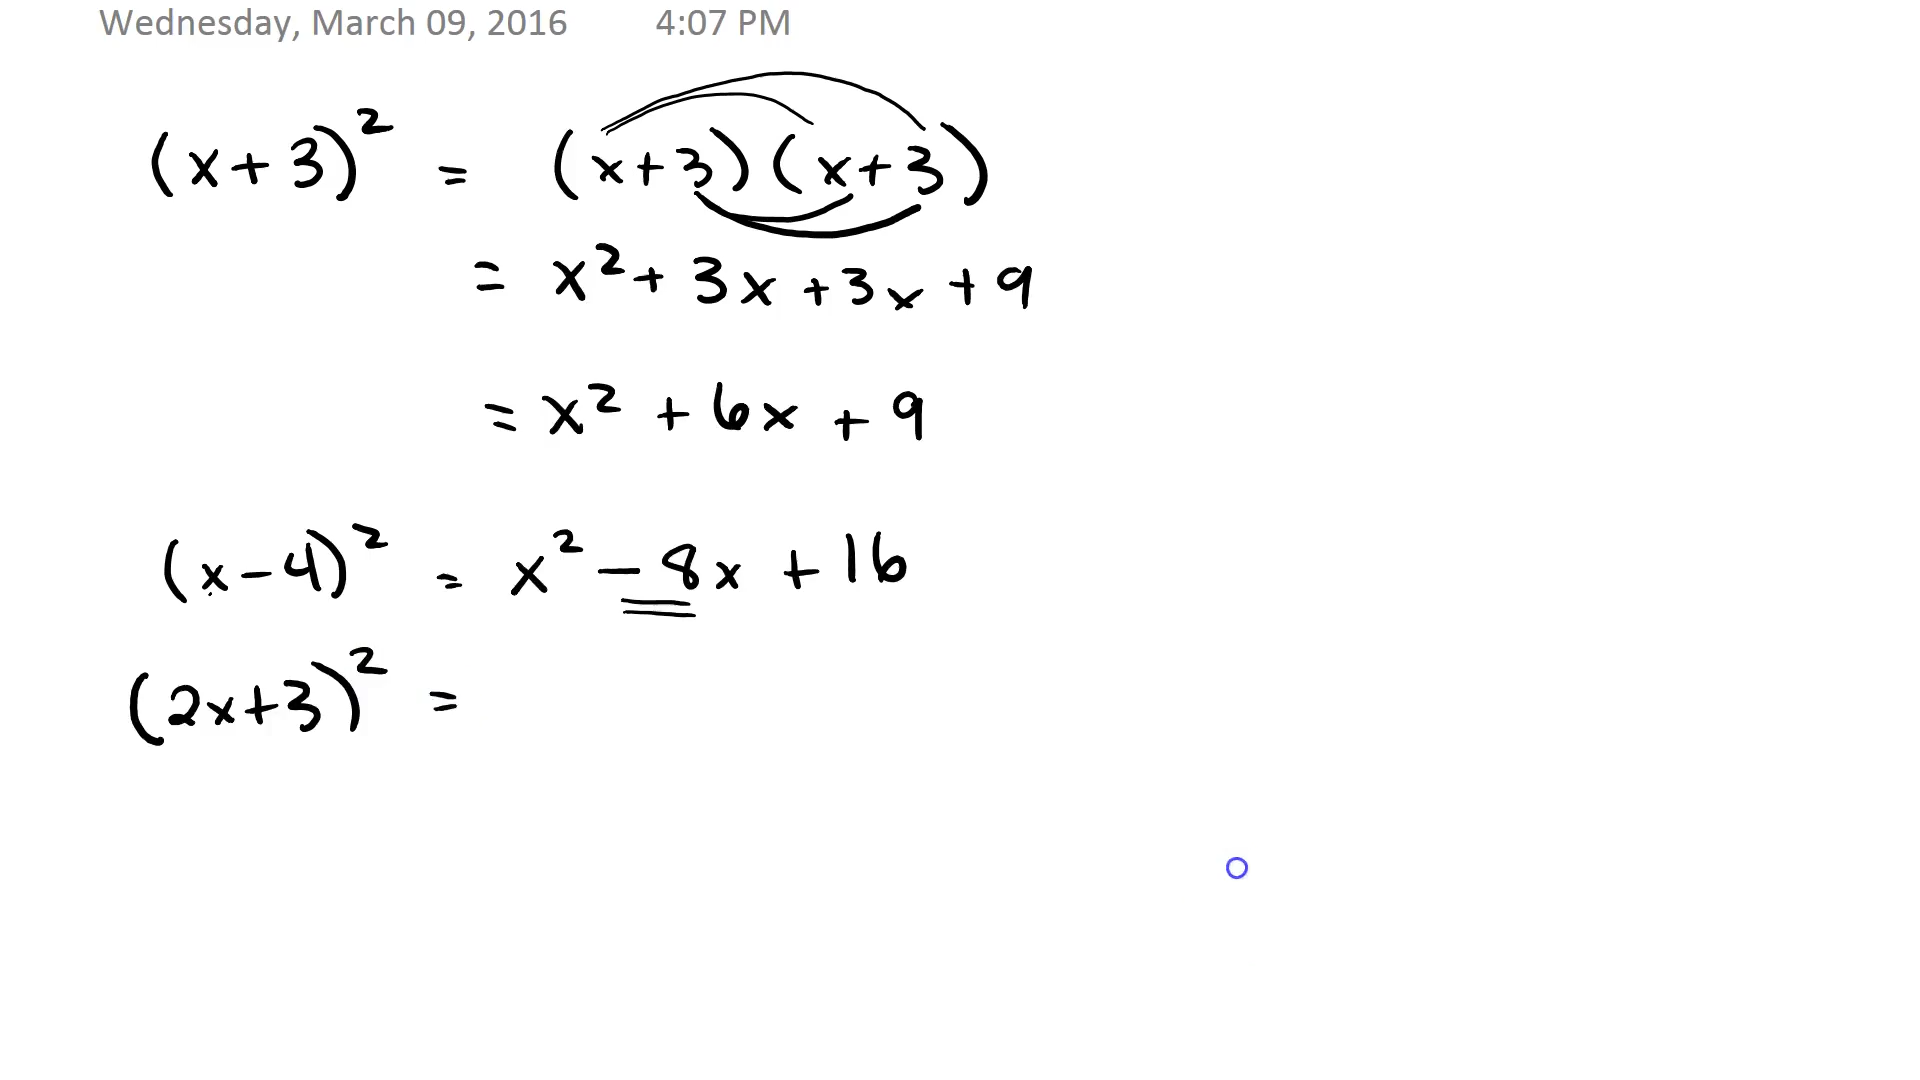 Wednesday, March 09, 2016 4:07 PM
(x+3)² = (x+3)(x+3)
= x² + 3x + 3x + 9
= x² + 6x + 9
(x-4)² = x² - 8x + 16
(2x+3)² =